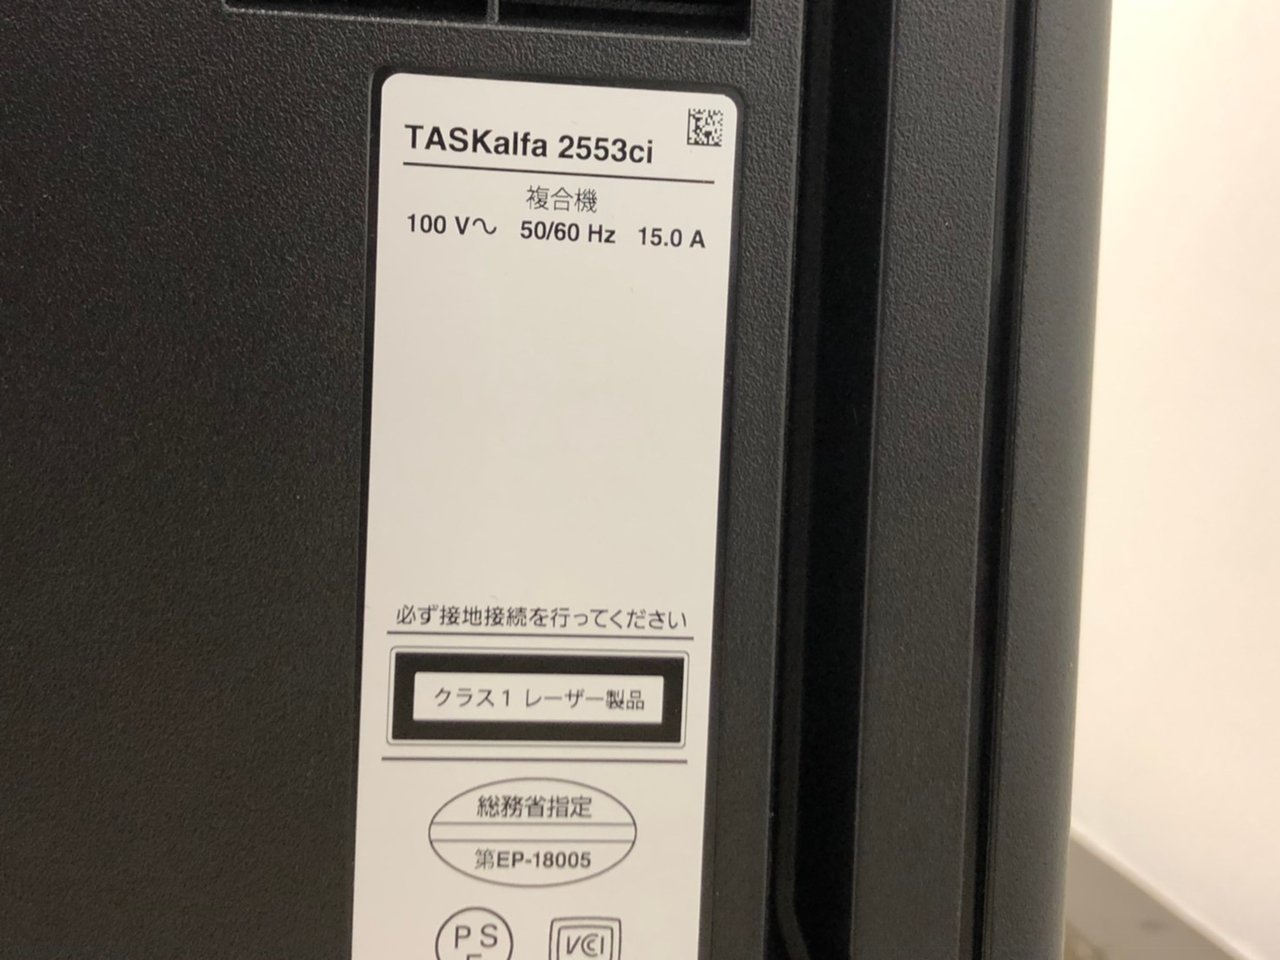 TASKalfa 2553ci
複合機
100 V～ 50/60 Hz 15.0 A
必ず接地接続を行ってください
クラス1 レーザー製品
総務省指定
第EP-18005
PS
E
VCCI